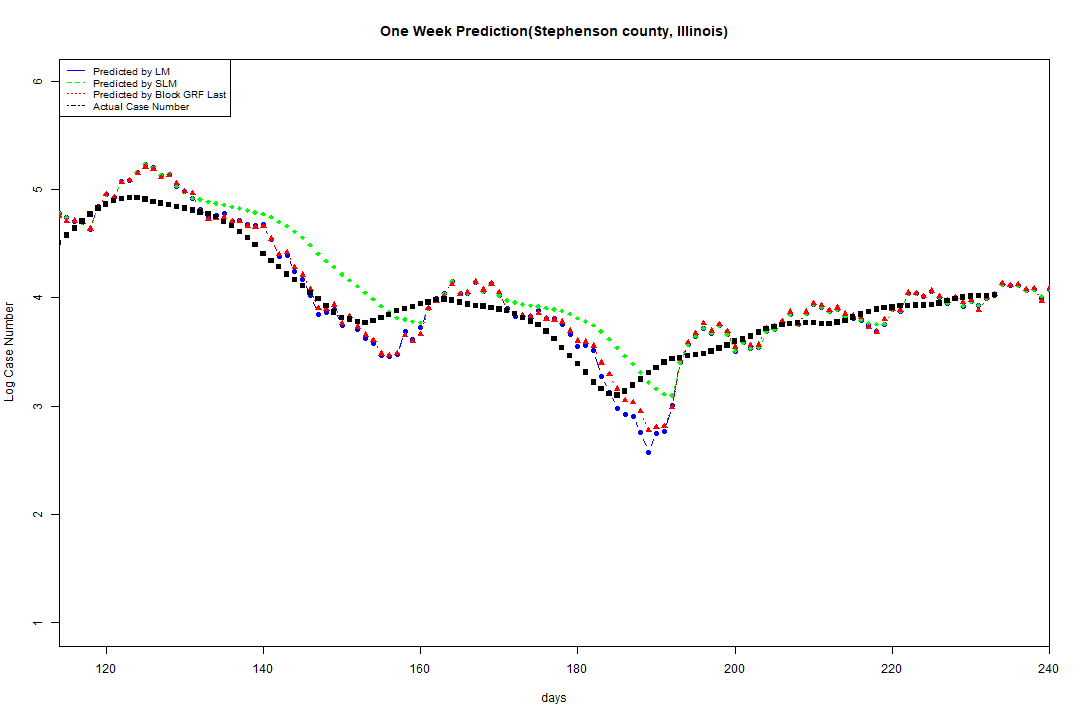 One Week Prediction(Stephenson county, Illinois)
Predicted by LM
Predicted by SLM
Predicted by Block GRF Last
Actual Case Number
Log Case Number
6
5
4
3
2
1
120 140 160 180 200 220 240
days